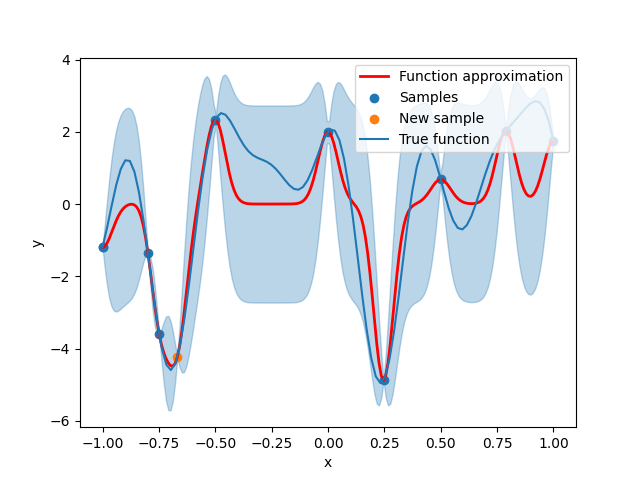 4
2
0
−2
−4
−6
y
−1.00 −0.75 −0.50 −0.25 0.00 0.25 0.50 0.75 1.00
x
Function approximation
Samples
New sample
True function